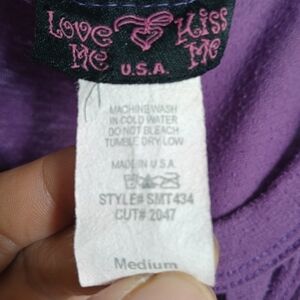 Love Kiss
Me Me
U.S.A.
MACHINE WASH
IN COLD WATER
DO NOT BLEACH
TUMBLE DRY LOW
MADE IN U.S.A.
STYLE# SMT434
CUT# 2047
Medium